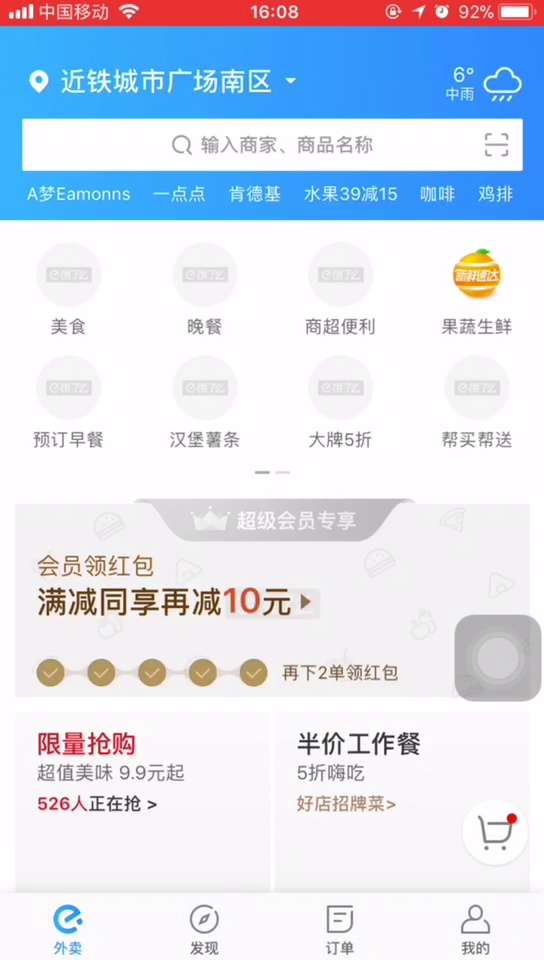 中国移动
16:08
92%
近铁城市广场南区
6°
中雨
输入商家、商品名称
A梦Eamonns
一点点
肯德基
水果39减15
咖啡
鸡排
饿了么
饿了么
饿了么
新鲜速达
美食
晚餐
商超便利
果蔬生鲜
饿了么
饿了么
饿了么
饿了么
预订早餐
汉堡薯条
大牌5折
帮买帮送
超级会员专享
会员领红包
满减同享再减10元
再下2单领红包
限量抢购
超值美味 9.9元起
526人正在抢 >
半价工作餐
5折嗨吃
好店招牌菜>
外卖
发现
订单
我的